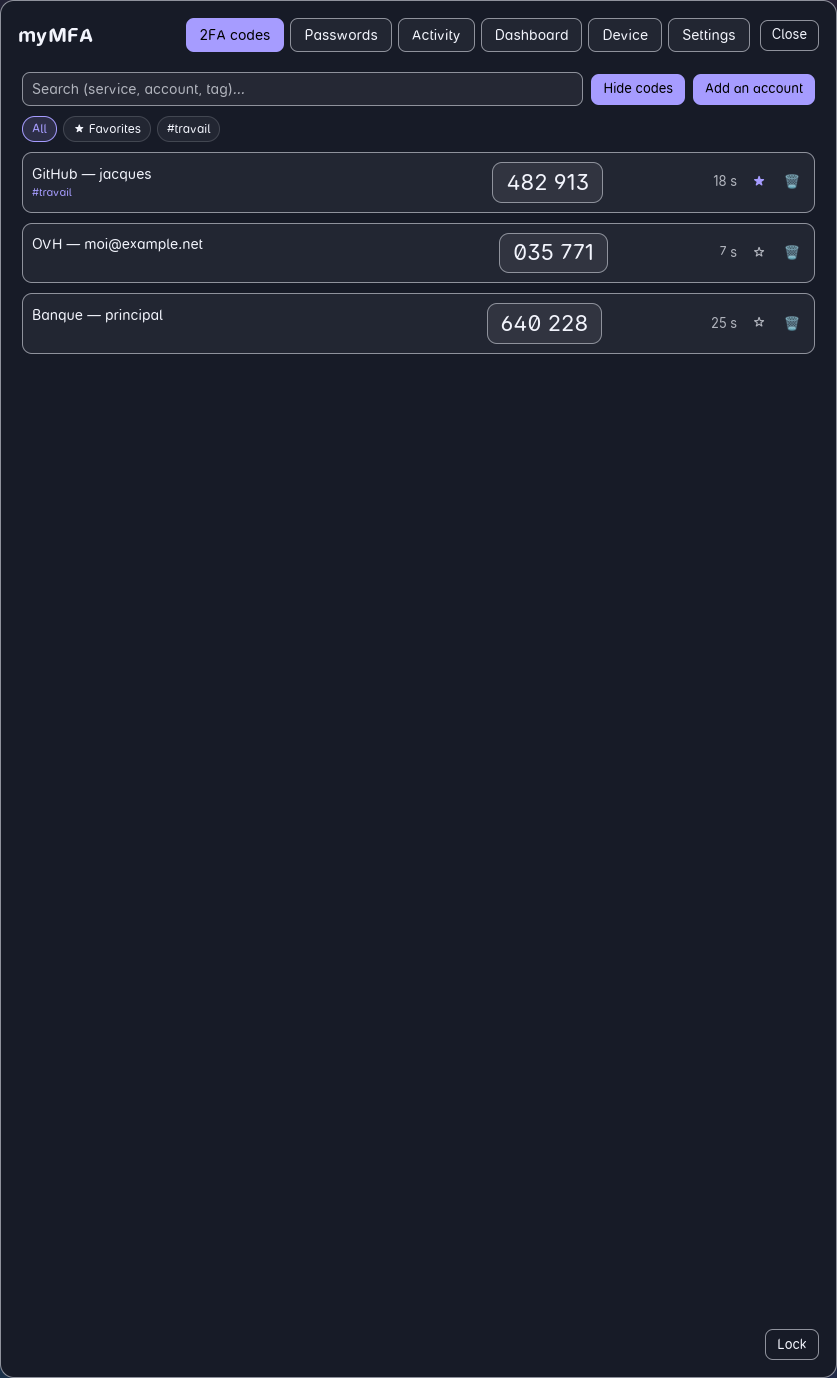 myMFA
2FA codes
Passwords
Activity
Dashboard
Device
Settings
Close
Search (service, account, tag)...
Hide codes
Add an account
All
★ Favorites
#travail
GitHub — jacques
#travail
482 913
18 s
OVH — moi@example.net
035 771
7 s
Banque — principal
640 228
25 s
Lock